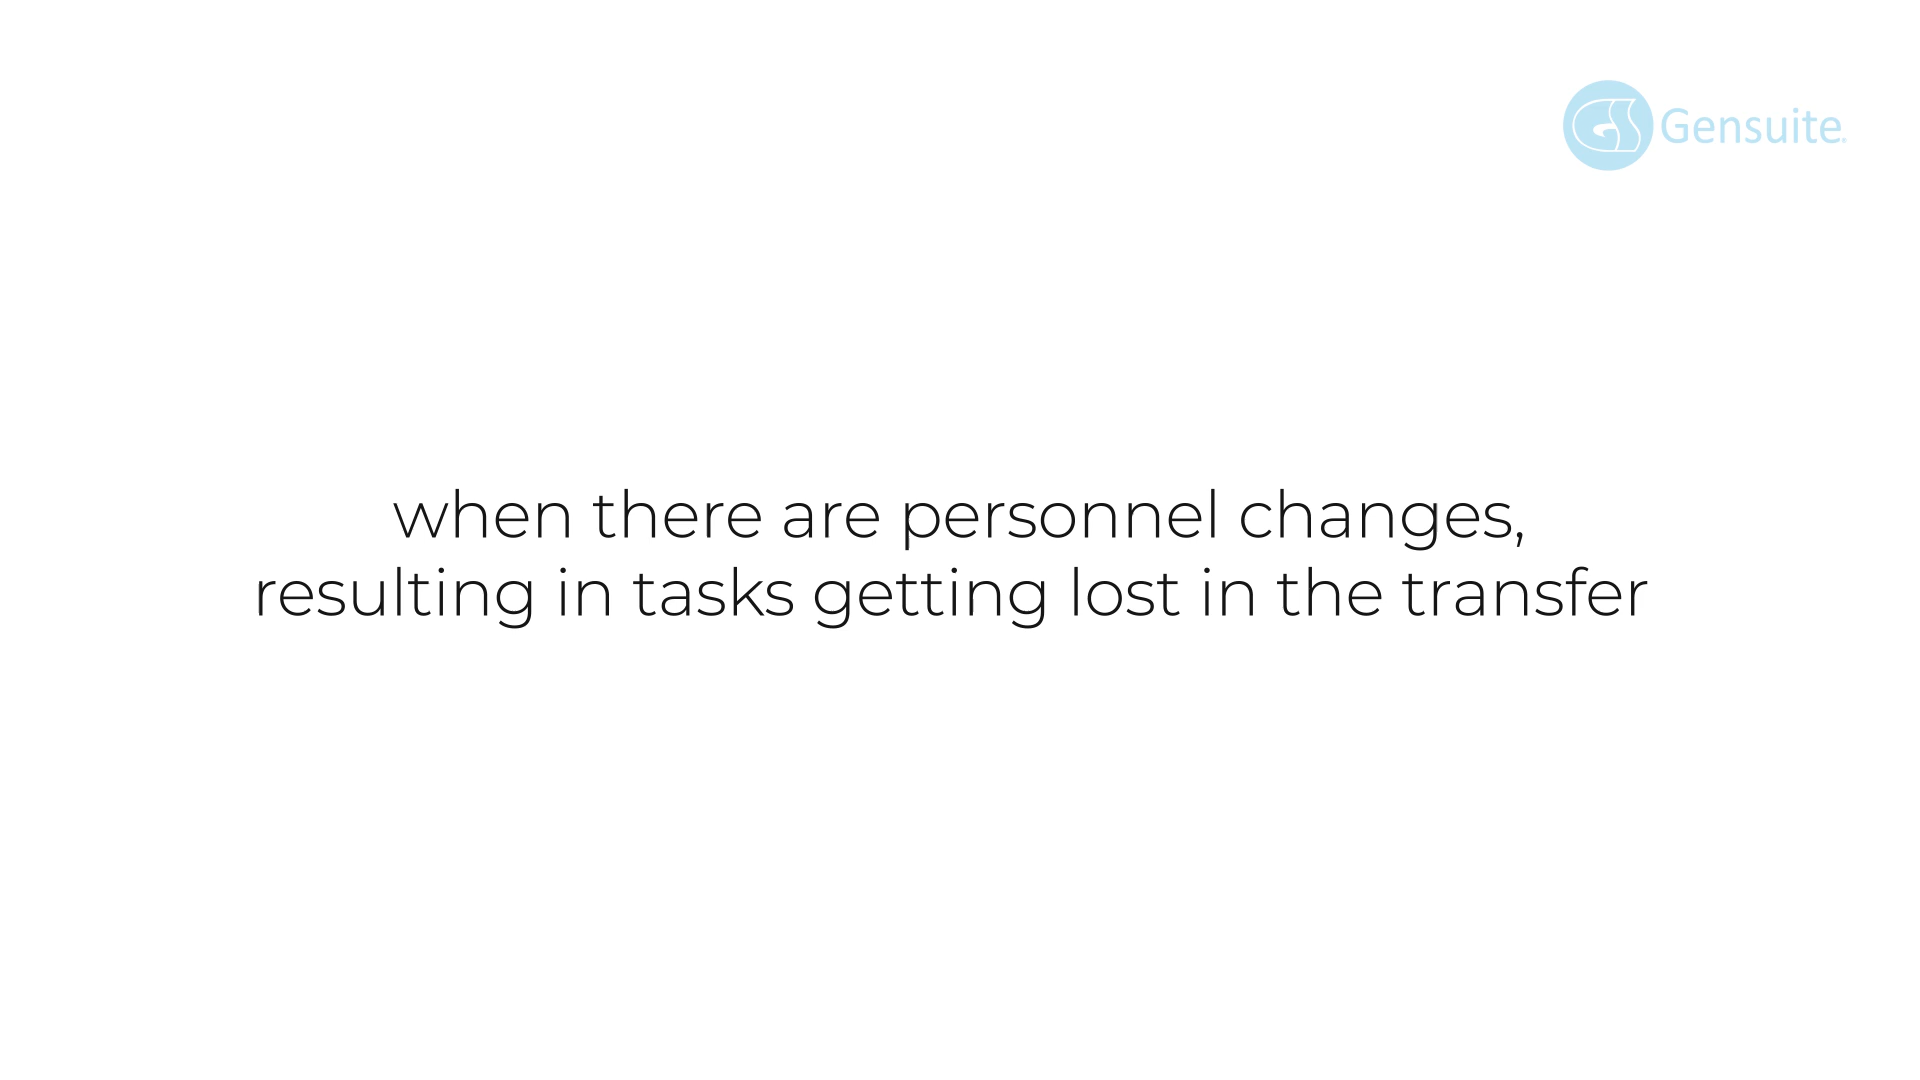 Gensuite
when there are personnel changes,
resulting in tasks getting lost in the transfer